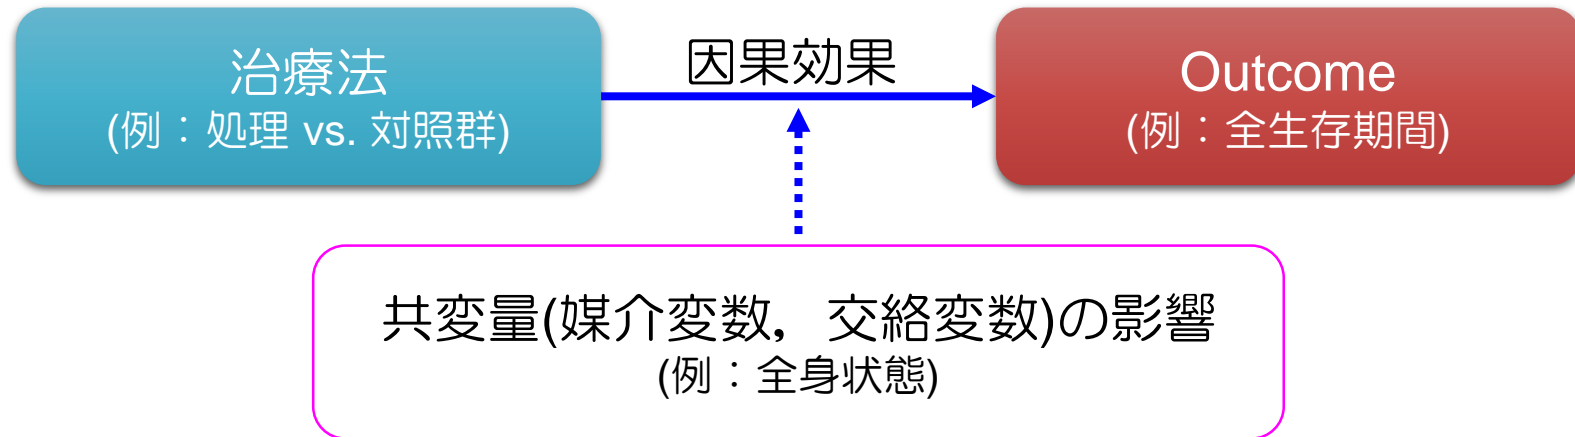 治療法
(例：処理 vs. 対照群)
因果効果
Outcome
(例：全生存期間)
共変量(媒介変数，交絡変数)の影響
(例：全身状態)